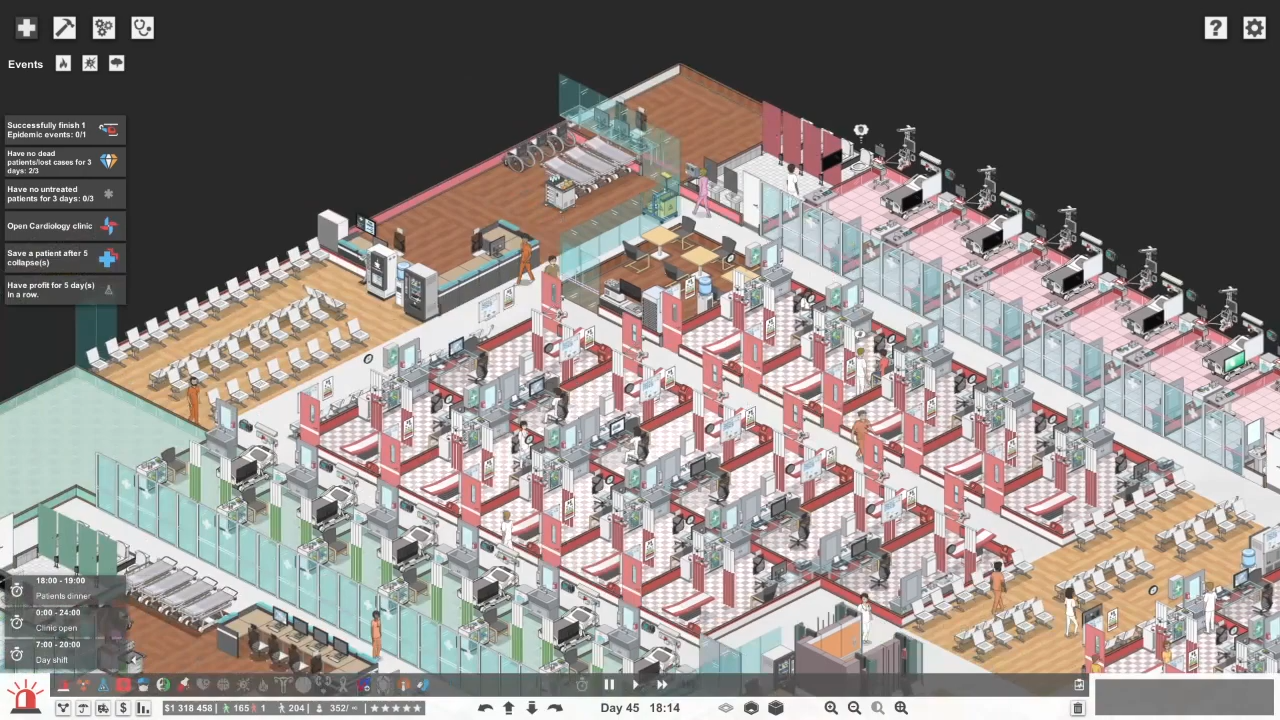 Events
Successfully finish 1
Epidemic events: 0/1
Have no dead
patients/lost cases for 3
days: 2/3
Have no untreated
patients for 3 days: 0/3
Open Cardiology clinic
Save a patient after 5
collapse(s)
Have profit for 5 day(s)
in a row.
18:00 - 19:00
Patients dinner
0:00 - 24:00
Clinic open
7:00 - 20:00
Day shift
$1 318 458 165 1 204 352/ ∞
Day 45 18:14